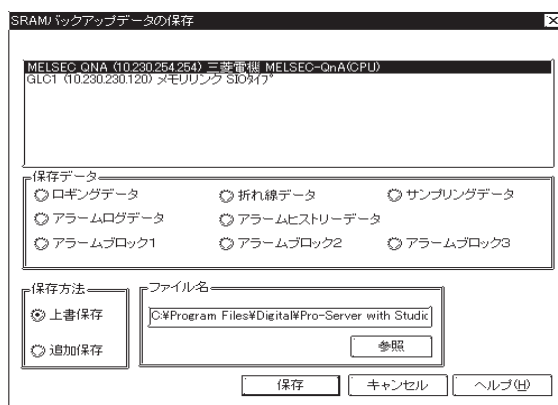 SRAMバックアップデータの保存
MELSEC_QNA (10.230.254.254) 三菱電機 MELSEC-QnA(CPU)
GLC1 (10.230.230.120) メモリリンク SIOタイプ
保存データ
ロギングデータ 折れ線データ サンプリングデータ
アラームログデータ アラームヒストリーデータ
アラームブロック1 アラームブロック2 アラームブロック3
保存方法
上書保存
追加保存
ファイル名
C:¥Program Files¥Digital¥Pro-Server with Studic
参照
保存 キャンセル ヘルプ(H)